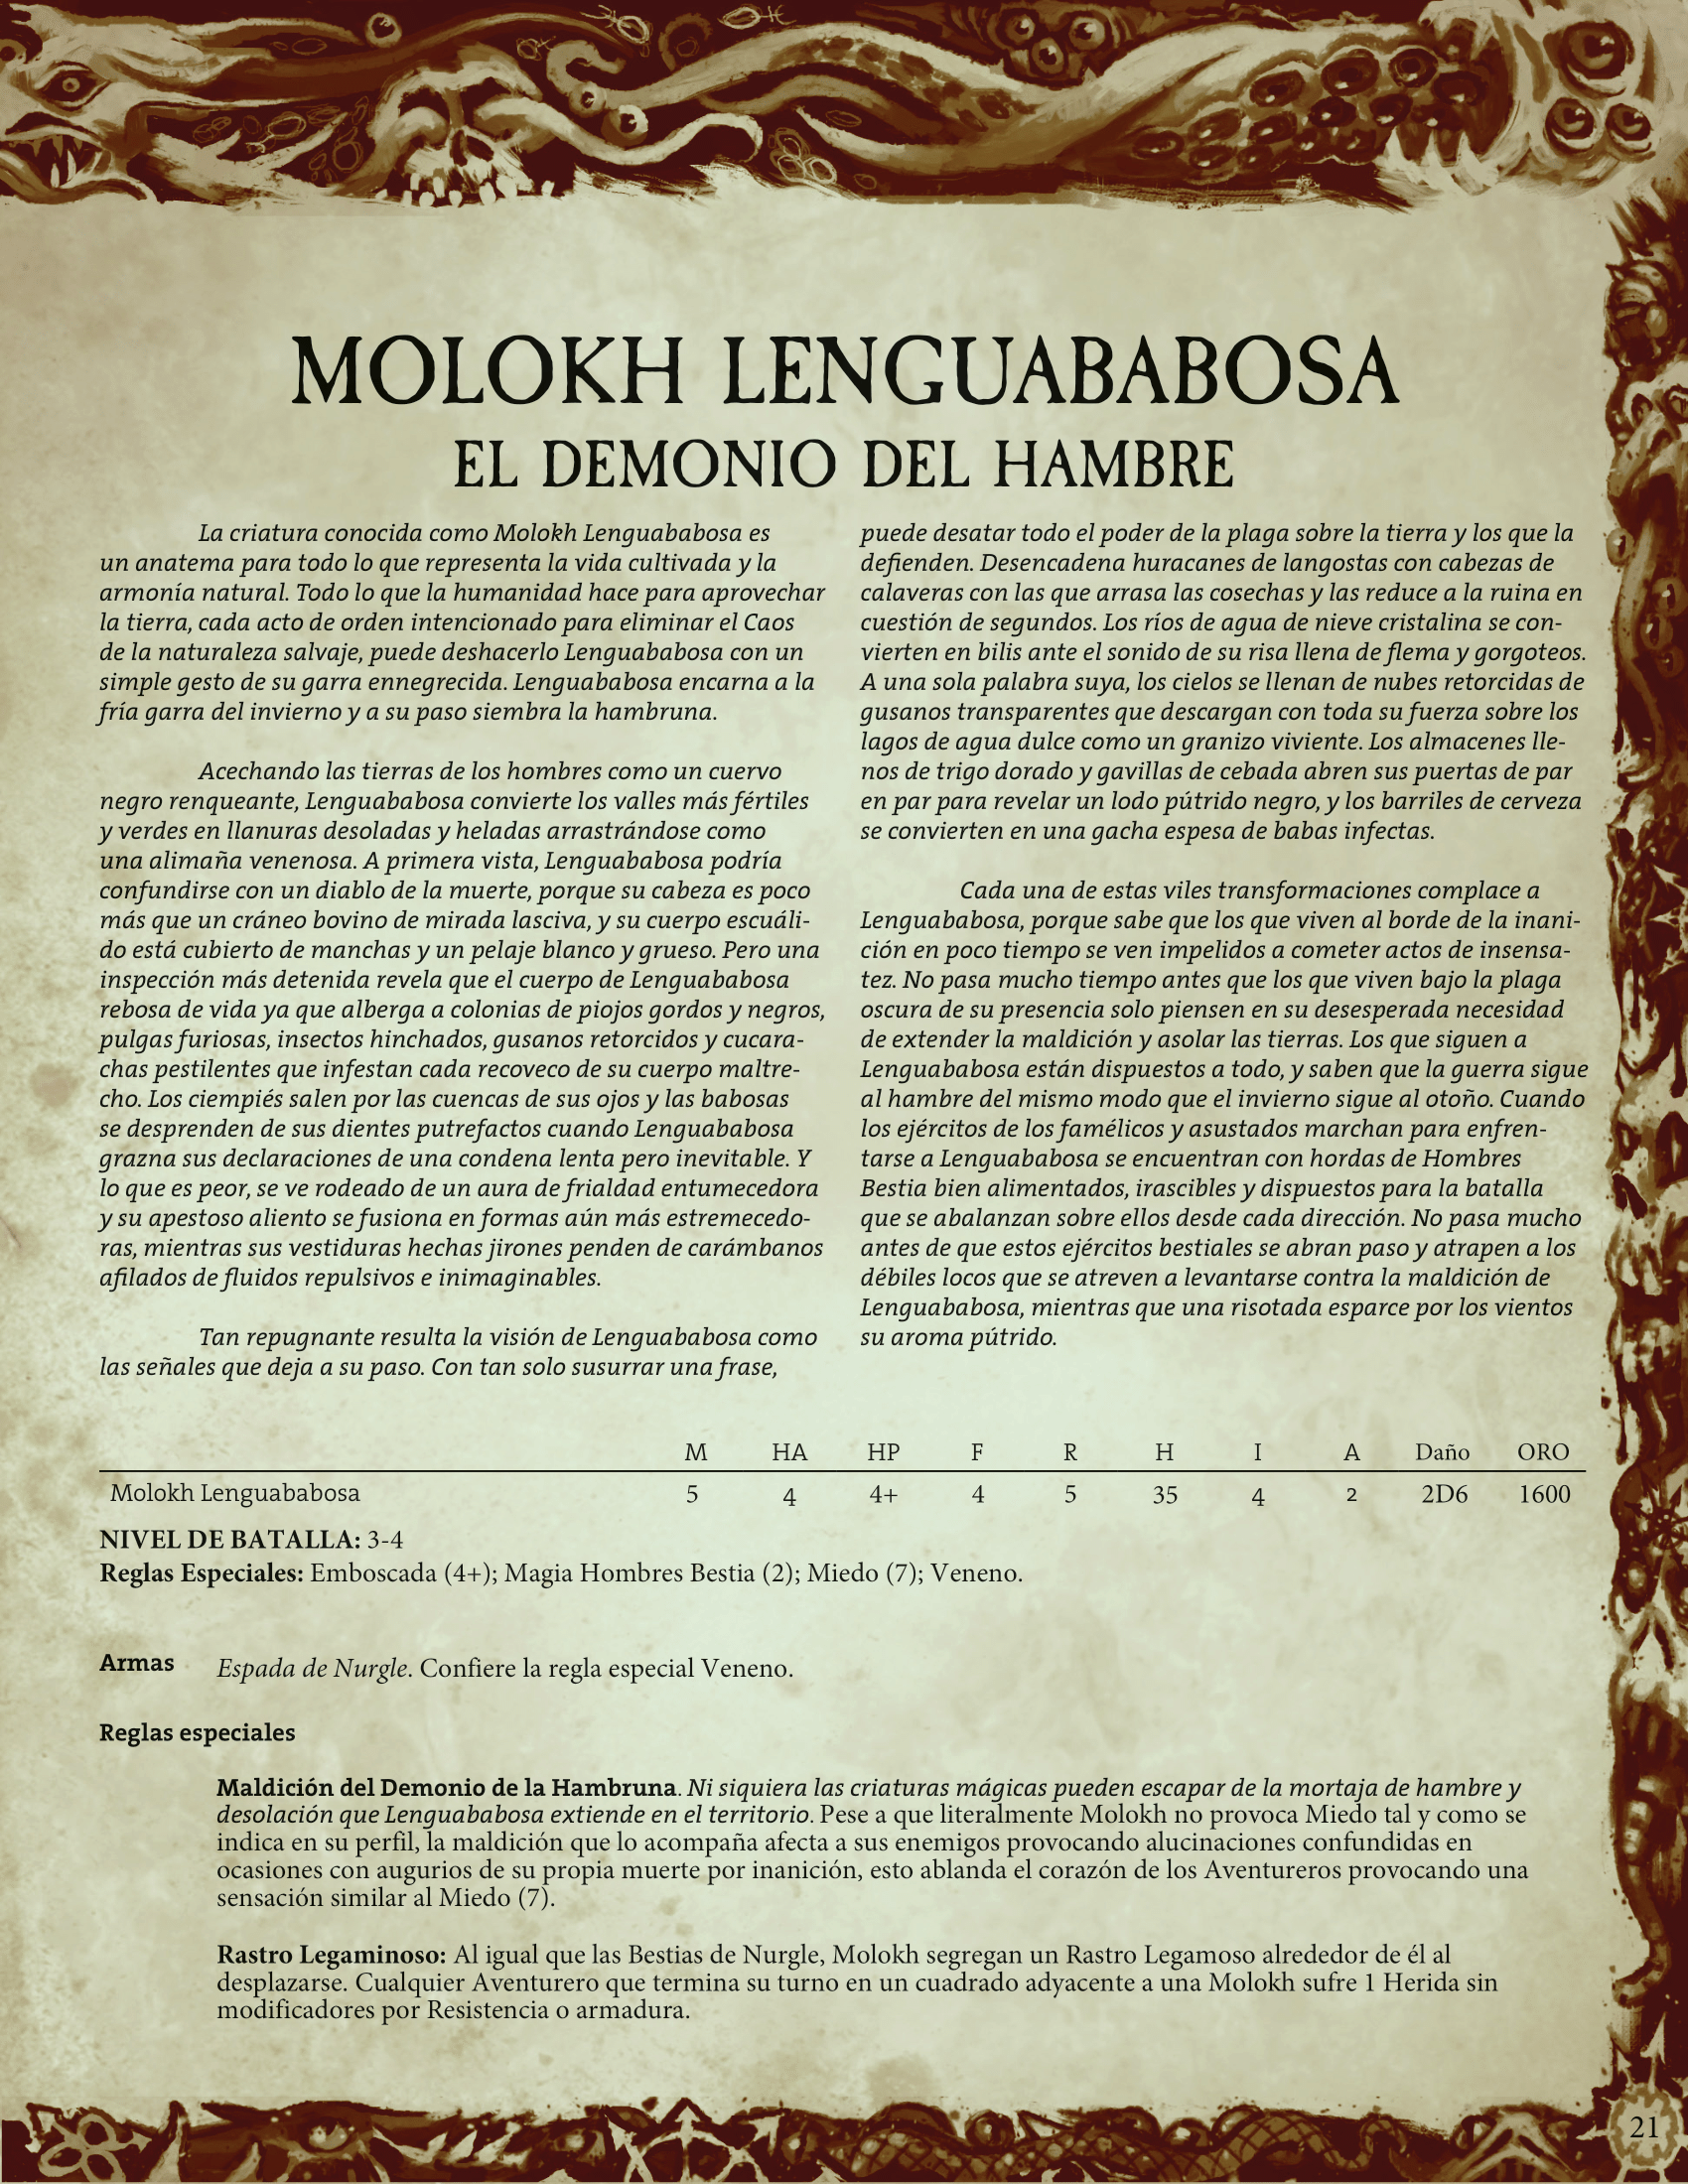 MOLOKH LENGUABABOSA
EL DEMONIO DEL HAMBRE
La criatura conocida como Molokh Lenguababosa es
un anatema para todo lo que representa la vida cultivada y la
armonía natural. Todo lo que la humanidad hace para aprovechar
la tierra, cada acto de orden intencionado para eliminar el Caos
de la naturaleza salvaje, puede deshacerlo Lenguababosa con un
simple gesto de su garra ennegrecida. Lenguababosa encarna a la
fría garra del invierno y a su paso siembra la hambruna.
Acechando las tierras de los hombres como un cuervo
negro renqueante, Lenguababosa convierte los valles más fértiles
y verdes en llanuras desoladas y heladas arrastrándose como
una alimaña venenosa. A primera vista, Lenguababosa podría
confundirse con un diablo de la muerte, porque su cabeza es poco
más que un cráneo bovino de mirada lasciva, y su cuerpo escuáli-
do está cubierto de manchas y un pelaje blanco y grueso. Pero una
inspección más detenida revela que el cuerpo de Lenguababosa
rebosa de vida ya que alberga a colonias de piojos gordos y negros,
pulgas furiosas, insectos hinchados, gusanos retorcidos y cucara-
chas pestilentes que infestan cada recoveco de su cuerpo maltre-
cho. Los ciempiés salen por las cuencas de sus ojos y las babosas
se desprenden de sus dientes putrefactos cuando Lenguababosa
grazna sus declaraciones de una condena lenta pero inevitable. Y
lo que es peor, se ve rodeado de un aura de frialdad entumecedora
y su apestoso aliento se fusiona en formas aún más estremecedo-
ras, mientras sus vestiduras hechas jirones penden de carámbanos
afilados de fluidos repulsivos e inimaginables.
Tan repugnante resulta la visión de Lenguababosa como
las señales que deja a su paso. Con tan solo susurrar una frase,
puede desatar todo el poder de la plaga sobre la tierra y los que la
defienden. Desencadena huracanes de langostas con cabezas de
calaveras con las que arrasa las cosechas y las reduce a la ruina en
cuestión de segundos. Los ríos de agua de nieve cristalina se con-
vierten en bilis ante el sonido de su risa llena de flema y gorgoteos.
A una sola palabra suya, los cielos se llenan de nubes retorcidas de
gusanos transparentes que descargan con toda su fuerza sobre los
lagos de agua dulce como un granizo viviente. Los almacenes lle-
nos de trigo dorado y gavillas de cebada abren sus puertas de par
en par para revelar un lodo pútrido negro, y los barriles de cerveza
se convierten en una gacha espesa de babas infectas.
Cada una de estas viles transformaciones complace a
Lenguababosa, porque sabe que los que viven al borde de la inani-
ción en poco tiempo se ven impelidos a cometer actos de insensa-
tez. No pasa mucho tiempo antes que los que viven bajo la plaga
oscura de su presencia solo piensen en su desesperada necesidad
de extender la maldición y asolar las tierras. Los que siguen a
Lenguababosa están dispuestos a todo, y saben que la guerra sigue
al hambre del mismo modo que el invierno sigue al otoño. Cuando
los ejércitos de los famélicos y asustados marchan para enfren-
tarse a Lenguababosa se encuentran con hordas de Hombres
Bestia bien alimentados, irascibles y dispuestos para la batalla
que se abalanzan sobre ellos desde cada dirección. No pasa mucho
antes de que estos ejércitos bestiales se abran paso y atrapen a los
débiles locos que se atreven a levantarse contra la maldición de
Lenguababosa, mientras que una risotada esparce por los vientos
su aroma pútrido.
M HA HP F R H I A Daño ORO
Molokh Lenguababosa 5 4 4+ 4 5 35 4 2 2D6 1600
NIVEL DE BATALLA: 3-4
Reglas Especiales: Emboscada (4+); Magia Hombres Bestia (2); Miedo (7); Veneno.
Armas Espada de Nurgle. Confiere la regla especial Veneno.
Reglas especiales
Maldición del Demonio de la Hambruna. Ni siquiera las criaturas mágicas pueden escapar de la mortaja de hambre y
desolación que Lenguababosa extiende en el territorio. Pese a que literalmente Molokh no provoca Miedo tal y como se
indica en su perfil, la maldición que lo acompaña afecta a sus enemigos provocando alucinaciones confundidas en
ocasiones con augurios de su propia muerte por inanición, esto ablanda el corazón de los Aventureros provocando una
sensación similar al Miedo (7).
Rastro Legaminoso: Al igual que las Bestias de Nurgle, Molokh segregan un Rastro Legamoso alrededor de él al
desplazarse. Cualquier Aventurero que termina su turno en un cuadrado adyacente a una Molokh sufre 1 Herida sin
modificadores por Resistencia o armadura.
21